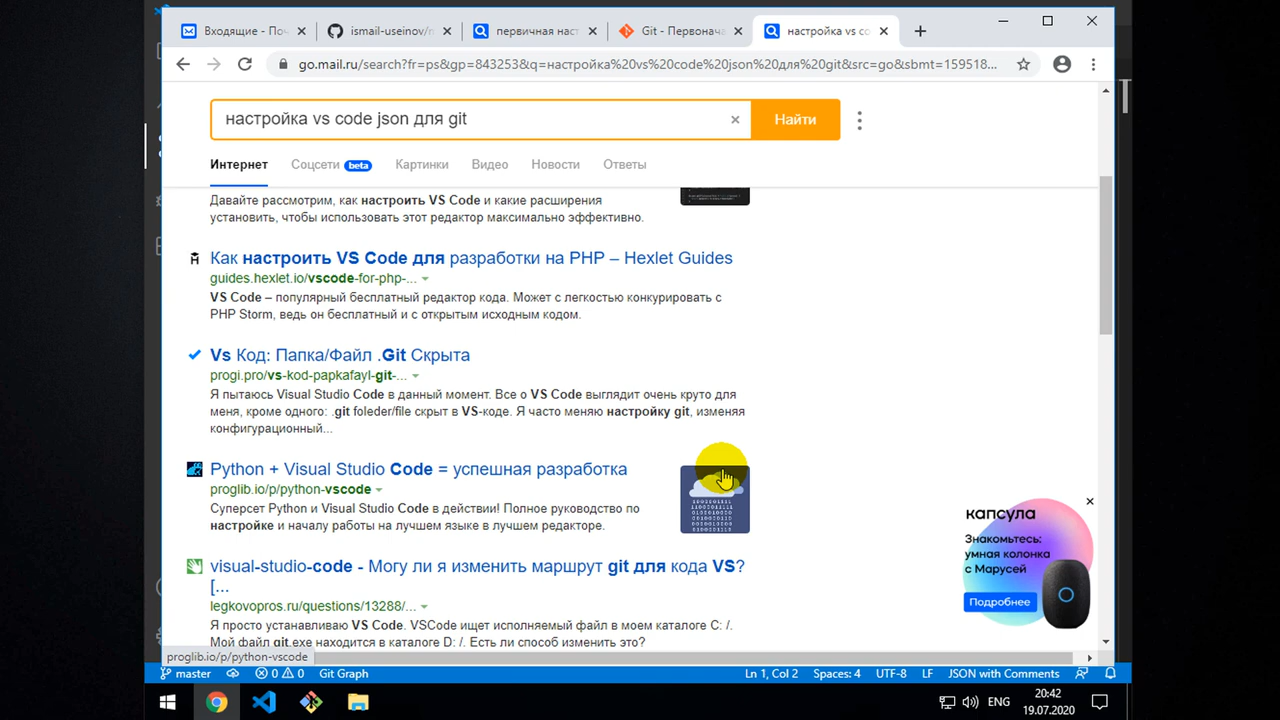 Входящие - Поч
ismail-useinov/m
первичная наст
Git - Первонача
настройка vs co
go.mail.ru/search?fr=ps&gp=843253&q=настройка%20vs%20code%20json%20для%20git&src=go&sbmt=159518...
настройка vs code json для git
Найти
Интернет
Соцсети beta
Картинки
Видео
Новости
Ответы
Давайте рассмотрим, как настроить VS Code и какие расширения
установить, чтобы использовать этот редактор максимально эффективно.
Как настроить VS Code для разработки на PHP – Hexlet Guides
guides.hexlet.io/vscode-for-php-...
VS Code – популярный бесплатный редактор кода. Может с легкостью конкурировать с
PHP Storm, ведь он бесплатный и с открытым исходным кодом.
Vs Код: Папка/Файл .Git Скрыта
progi.pro/vs-kod-papkafayl-git-...
Я пытаюсь Visual Studio Code в данный момент. Все о VS Code выглядит очень круто для
меня, кроме одного: .git foleder/file скрыт в VS-коде. Я часто меняю настройку git, изменяя
конфигурационный...
Python + Visual Studio Code = успешная разработка
proglib.io/p/python-vscode
Суперсет Python и Visual Studio Code в действии! Полное руководство по
настройке и началу работы на лучшем языке в лучшем редакторе.
visual-studio-code - Могу ли я изменить маршрут git для кода VS?
[...
legkovopros.ru/questions/13288/...
Я просто устанавливаю VS Code. VSCode ищет исполняемый файл в моем каталоге C: /.
Мой файл git.exe находится в каталоге D: /. Есть ли способ изменить это?
капсула
Знакомьтесь:
умная колонка
с Марусей
Подробнее
proglib.io/p/python-vscode
master
0
0
Git Graph
Ln 1, Col 2
Spaces: 4
UTF-8
LF
JSON with Comments
ENG
20:42
19.07.2020